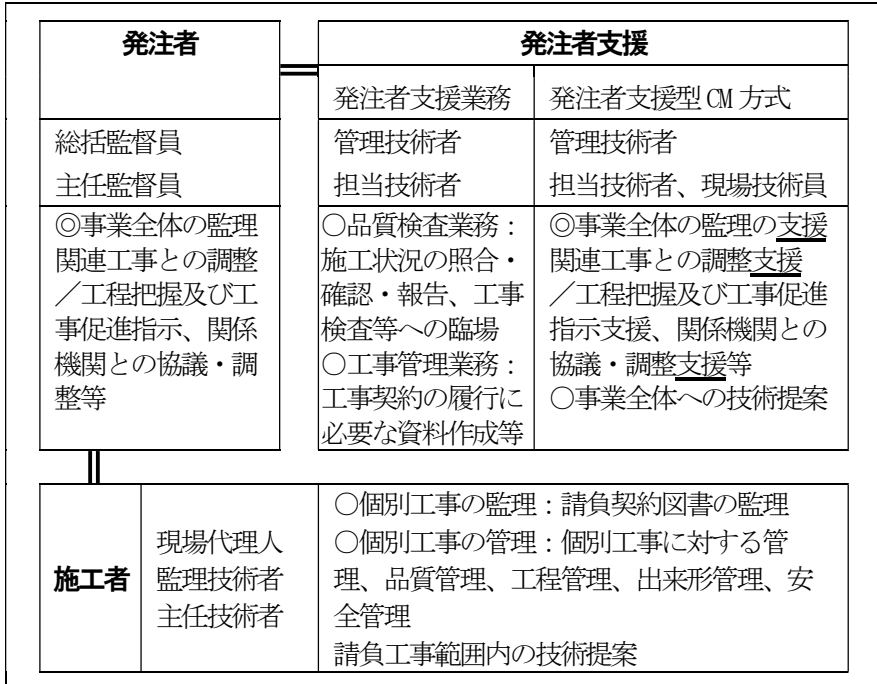 発注者
発注者支援
発注者支援業務
発注者支援型CM方式
総括監督員
主任監督員
管理技術者
担当技術者
管理技術者
担当技術者、現場技術員
◎事業全体の監理
関連工事との調整
／工程把握及び工
事促進指示、関係
機関との協議・調
整等
○品質検査業務：
施工状況の照合・
確認・報告、工事
検査等への臨場
○工事管理業務：
工事契約の履行に
必要な資料作成等
◎事業全体の監理の支援
関連工事との調整支援
／工程把握及び工事促進
指示支援、関係機関との
協議・調整支援等
○事業全体への技術提案
施工者
現場代理人
監理技術者
主任技術者
○個別工事の監理：請負契約図書の監理
○個別工事の管理：個別工事に対する管
理、品質管理、工程管理、出来形管理、安
全管理
請負工事範囲内の技術提案